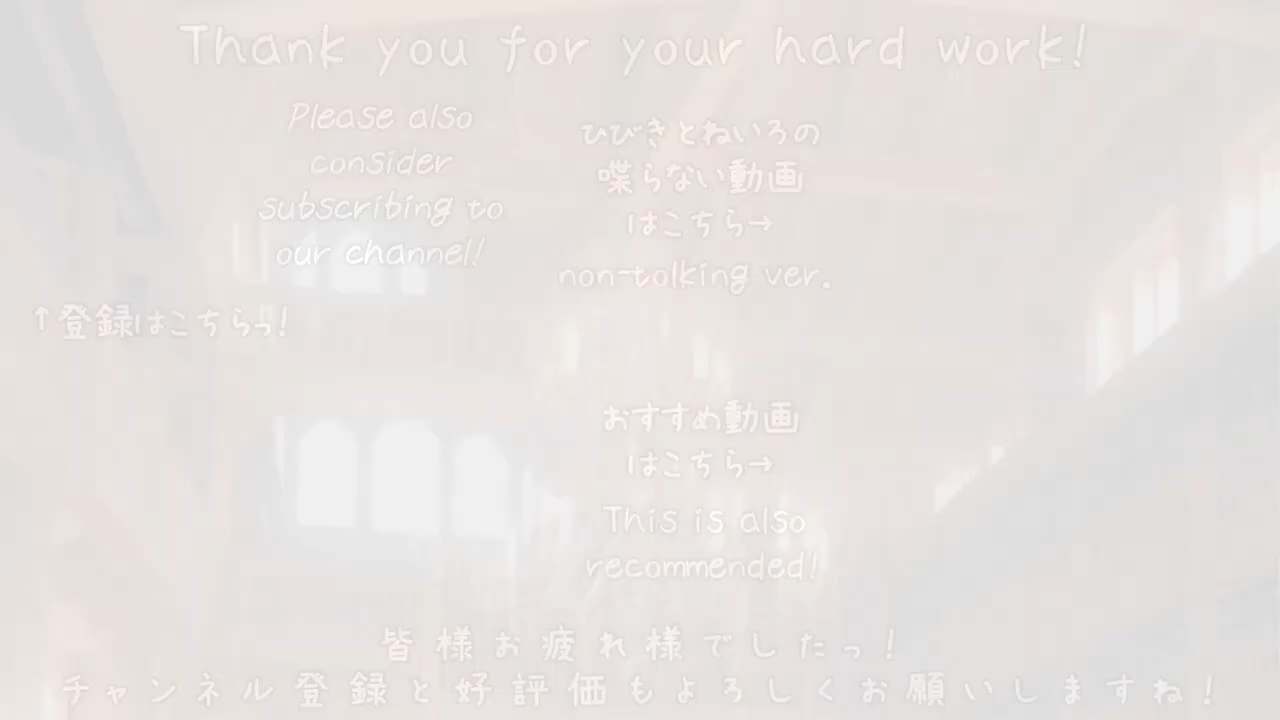 Thank you for your hard work!
Please also
consider
subscribing to
our channel!
↑登録はこちらっ!
ひびきとねいろの
喋らない動画
はこちら→
non-tolking ver.
おすすめ動画
はこちら→
This is also
recommended!
皆様お疲れ様でしたっ!
チャンネル登録と好評価もよろしくお願いしますね!